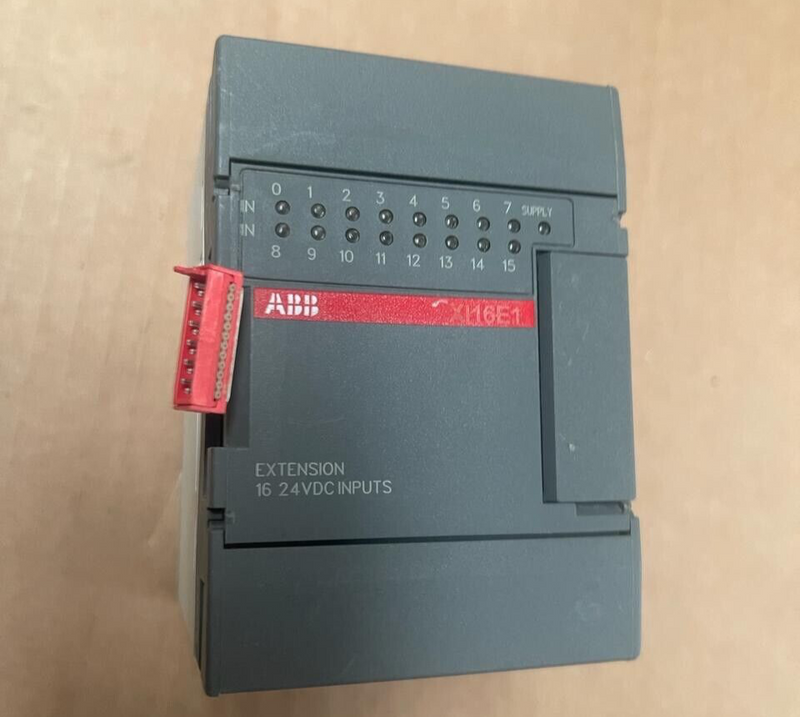 0 1 2 3 4 5 6 7 SUPPLY
IN
IN
8 9 10 11 12 13 14 15
ABB XI16E1
EXTENSION
16 24VDC INPUTS